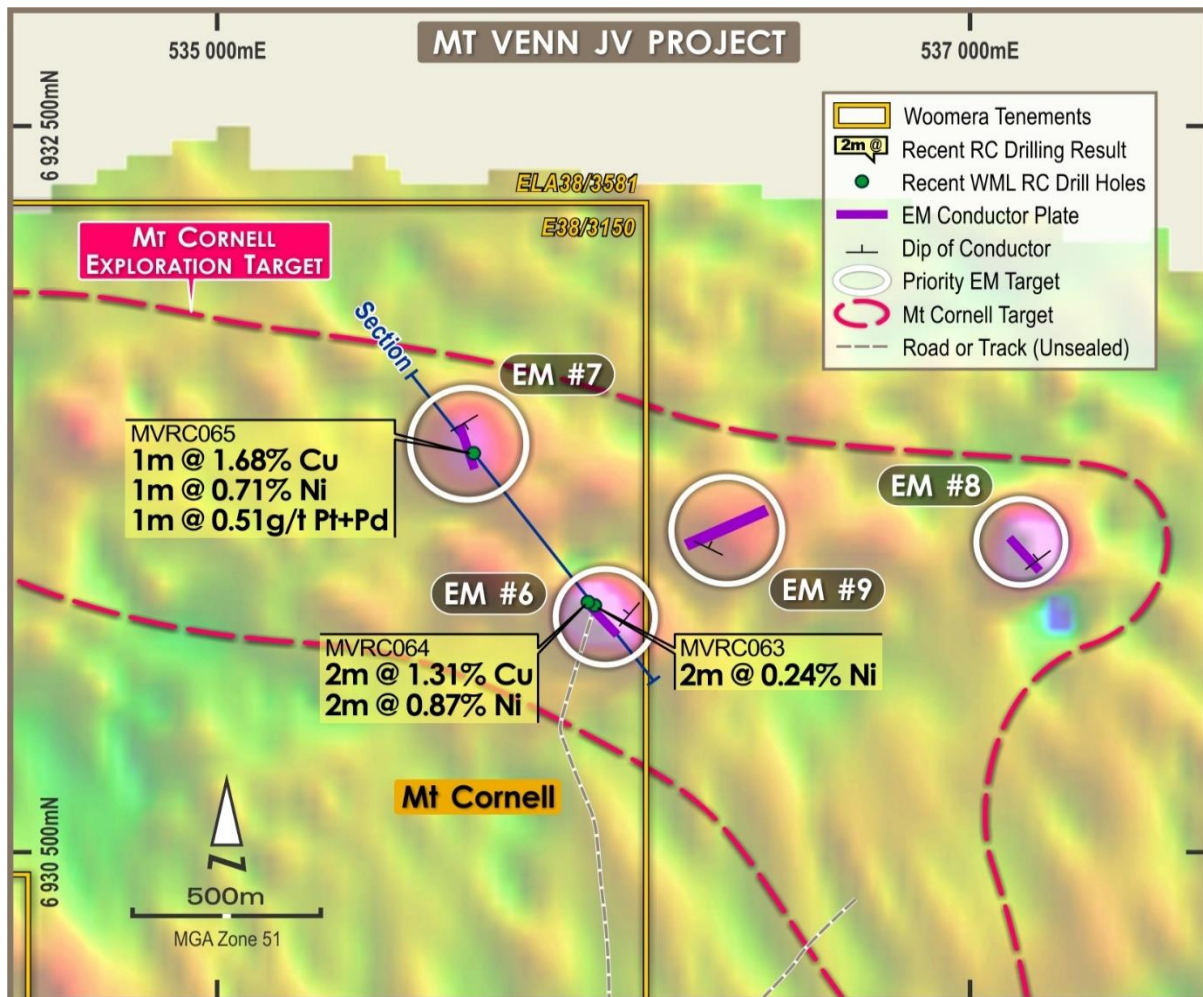 535 000mE
MT VENN JV PROJECT
537 000mE
6 932 500mN
Woomera Tenements
2m @
Recent RC Drilling Result
Recent WML RC Drill Holes
EM Conductor Plate
Dip of Conductor
Priority EM Target
Mt Cornell Target
Road or Track (Unsealed)
ELA38/3581
E38/3150
MT CORNELL
EXPLORATION TARGET
Section
EM #7
MVRC065
1m @ 1.68% Cu
1m @ 0.71% Ni
1m @ 0.51g/t Pt+Pd
EM #8
EM #9
EM #6
MVRC064
2m @ 1.31% Cu
2m @ 0.87% Ni
MVRC063
2m @ 0.24% Ni
Mt Cornell
6 930 500mN
N
500m
MGA Zone 51